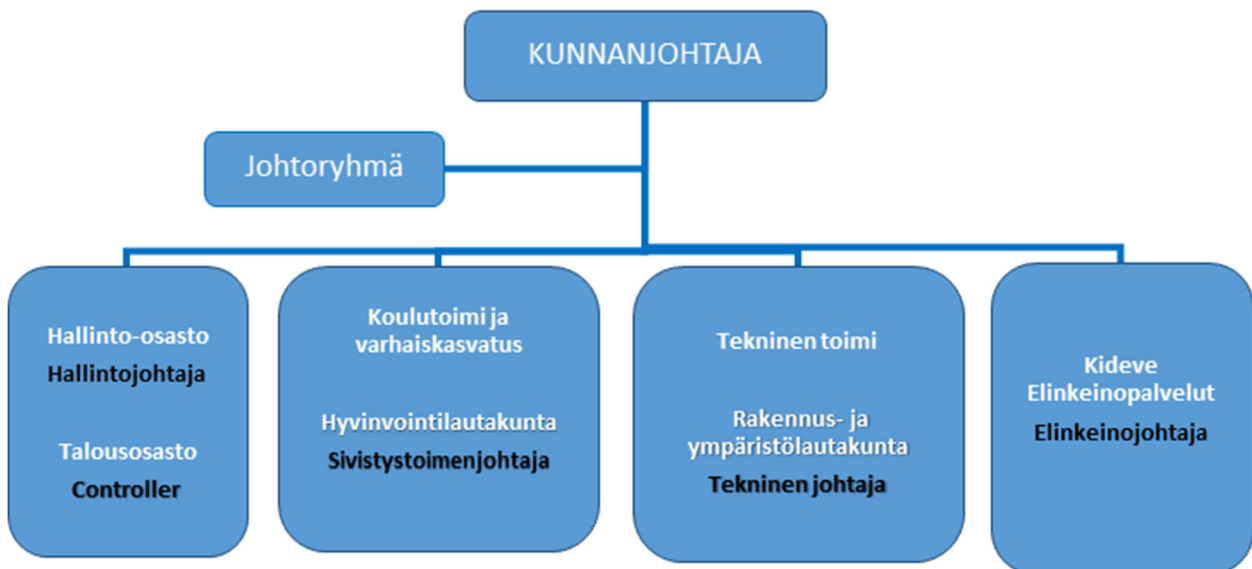 KUNNANJOHTAJA
Johtoryhmä
Hallinto-osasto
Hallintojohtaja
Talousosasto
Controller
Koulutoimi ja
varhaiskasvatus
Hyvinvointilautakunta
Sivistystoimenjohtaja
Tekninen toimi
Rakennus- ja
ympäristölautakunta
Tekninen johtaja
Kideve
Elinkeinopalvelut
Elinkeinojohtaja